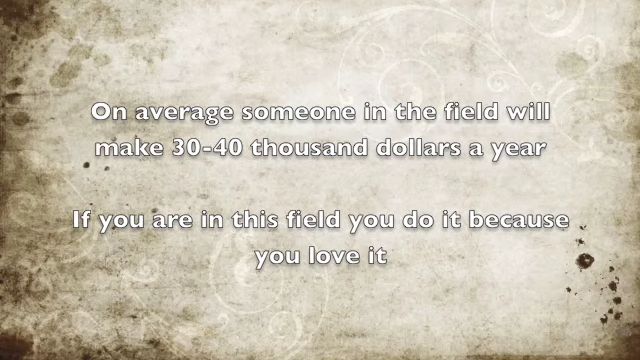 On average someone in the field will
make 30-40 thousand dollars a year
If you are in this field you do it because
you love it